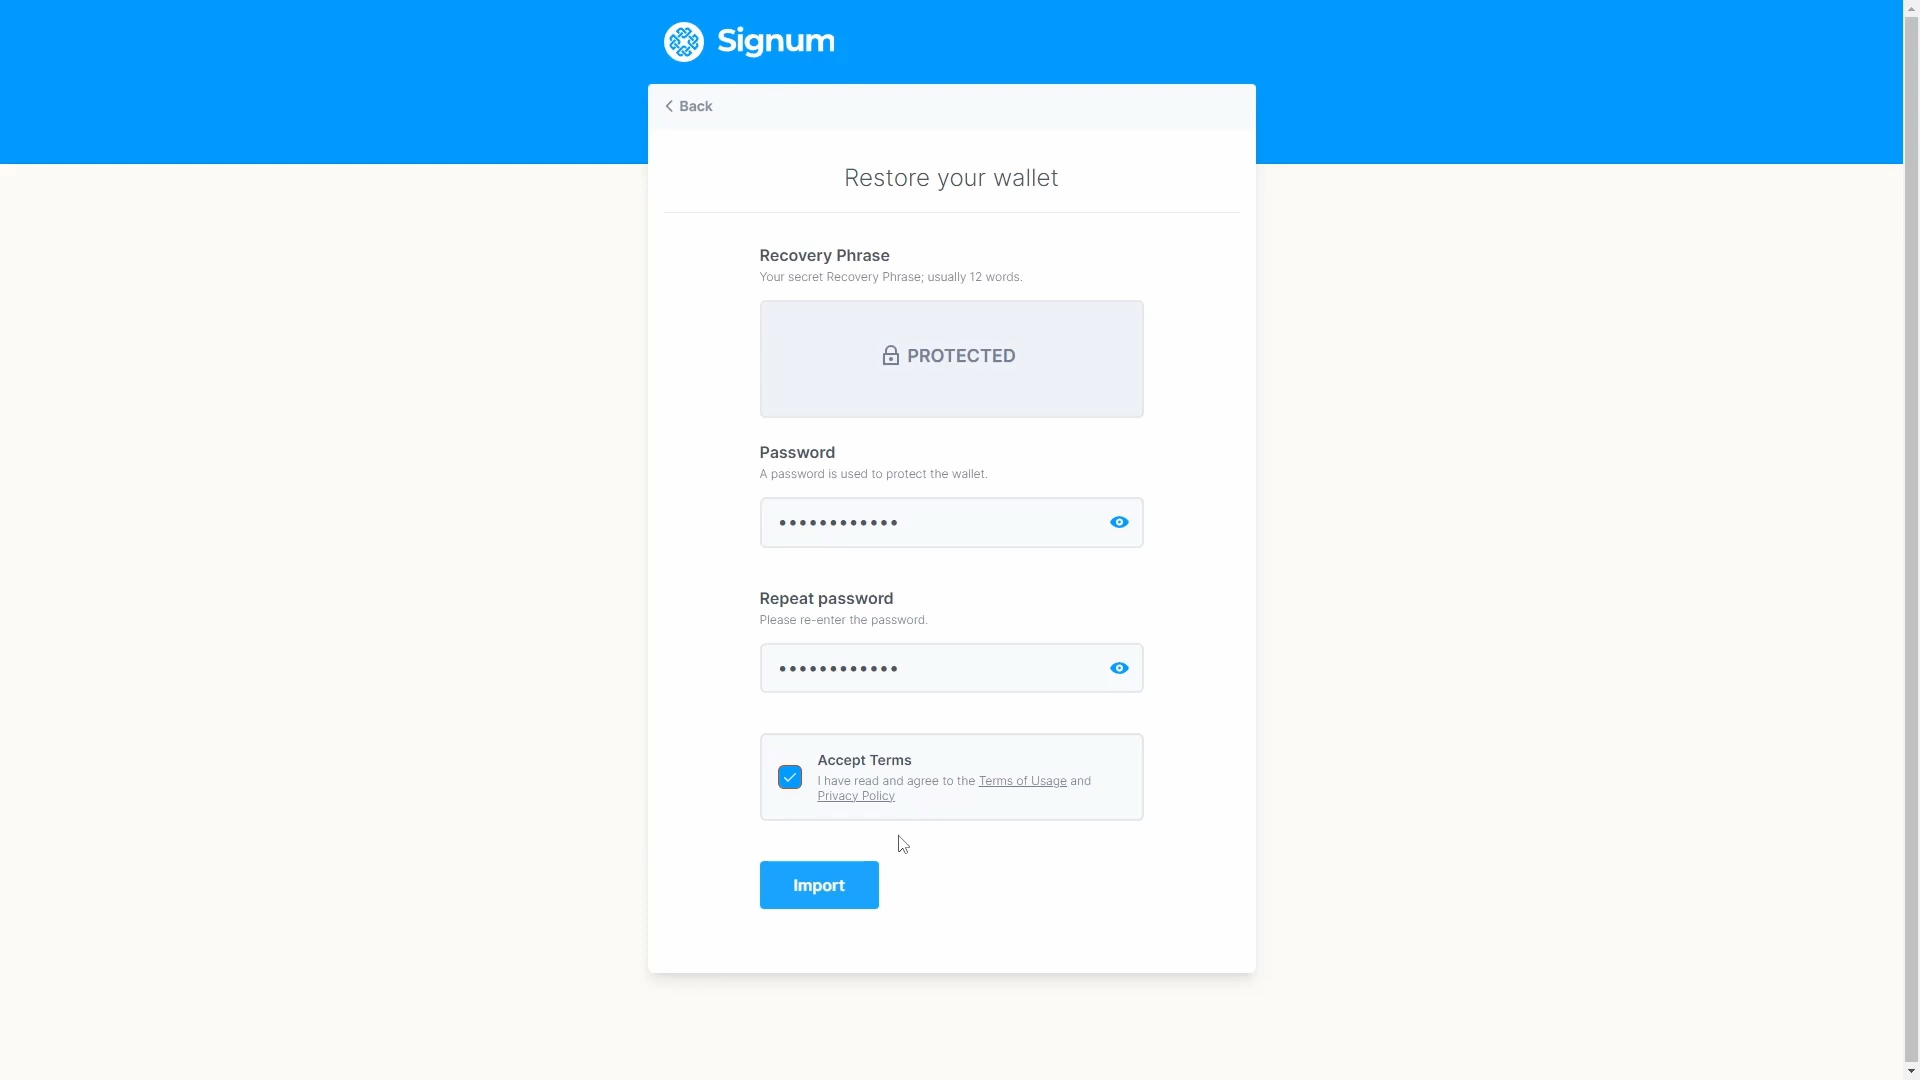 Signum
Back
Restore your wallet
Recovery Phrase
Your secret Recovery Phrase; usually 12 words.
PROTECTED
Password
A password is used to protect the wallet.
••••••••••••
Repeat password
Please re-enter the password.
••••••••••••
Accept Terms
I have read and agree to the Terms of Usage and
Privacy Policy
Import